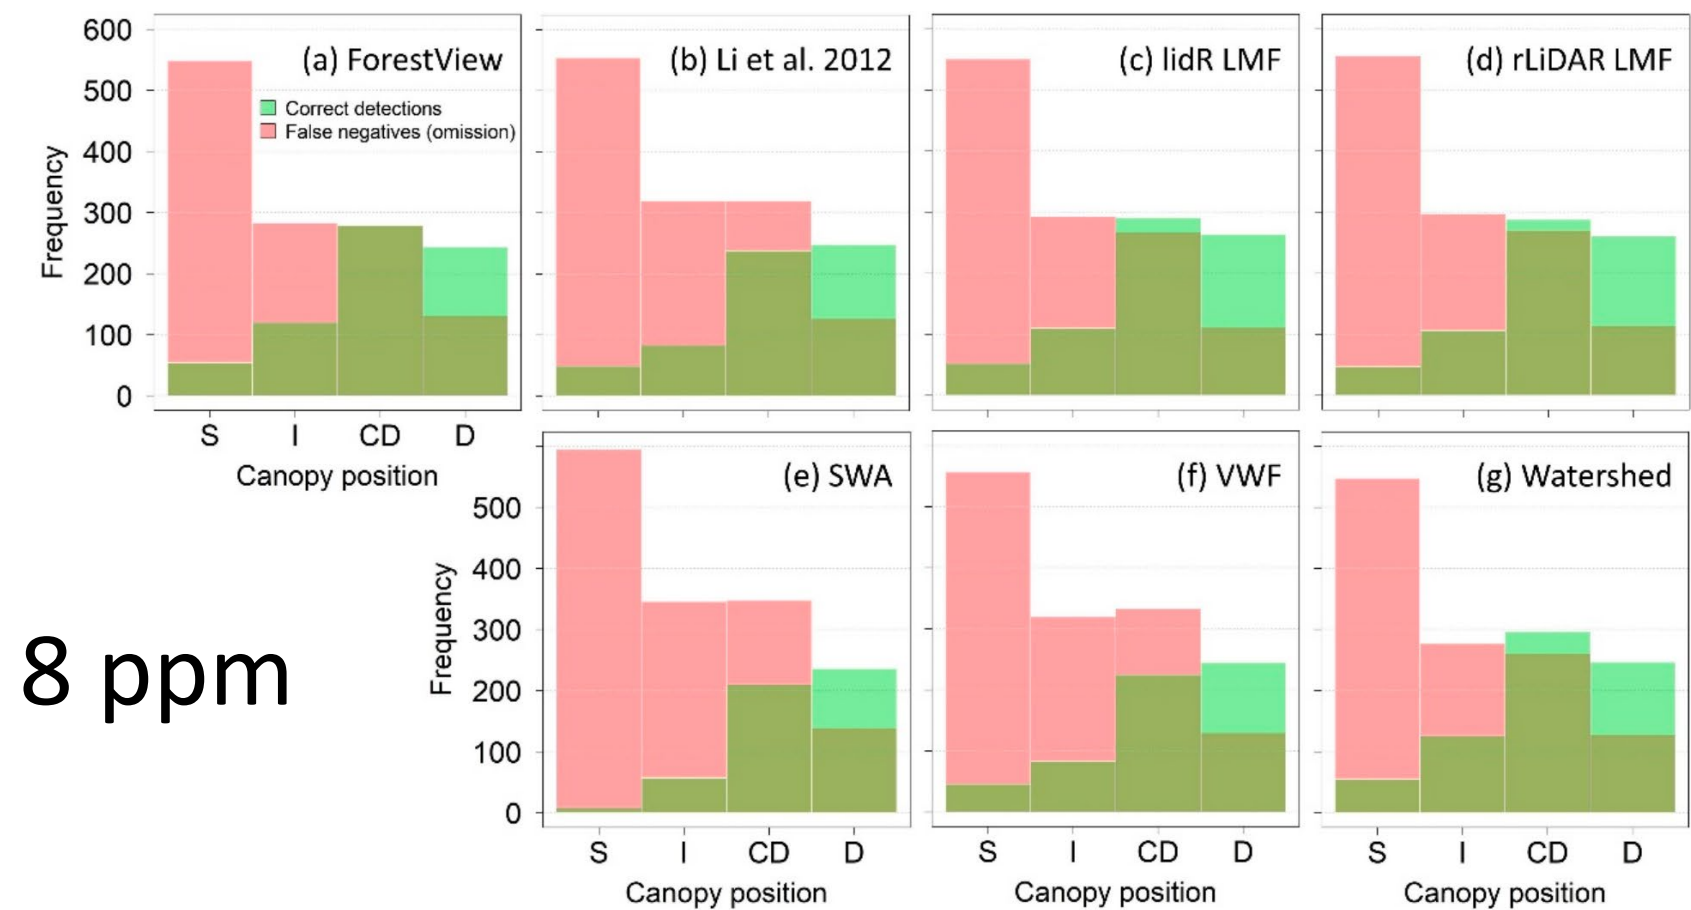 (a) ForestView
Correct detections
False negatives (omission)
600
500
400
300
200
100
0
Frequency
S I CD D
Canopy position
(b) Li et al. 2012
(c) lidR LMF
(d) rLiDAR LMF
8 ppm
(e) SWA
500
400
300
200
100
0
Frequency
S I CD D
Canopy position
(f) VWF
S I CD D
Canopy position
(g) Watershed
S I CD D
Canopy position